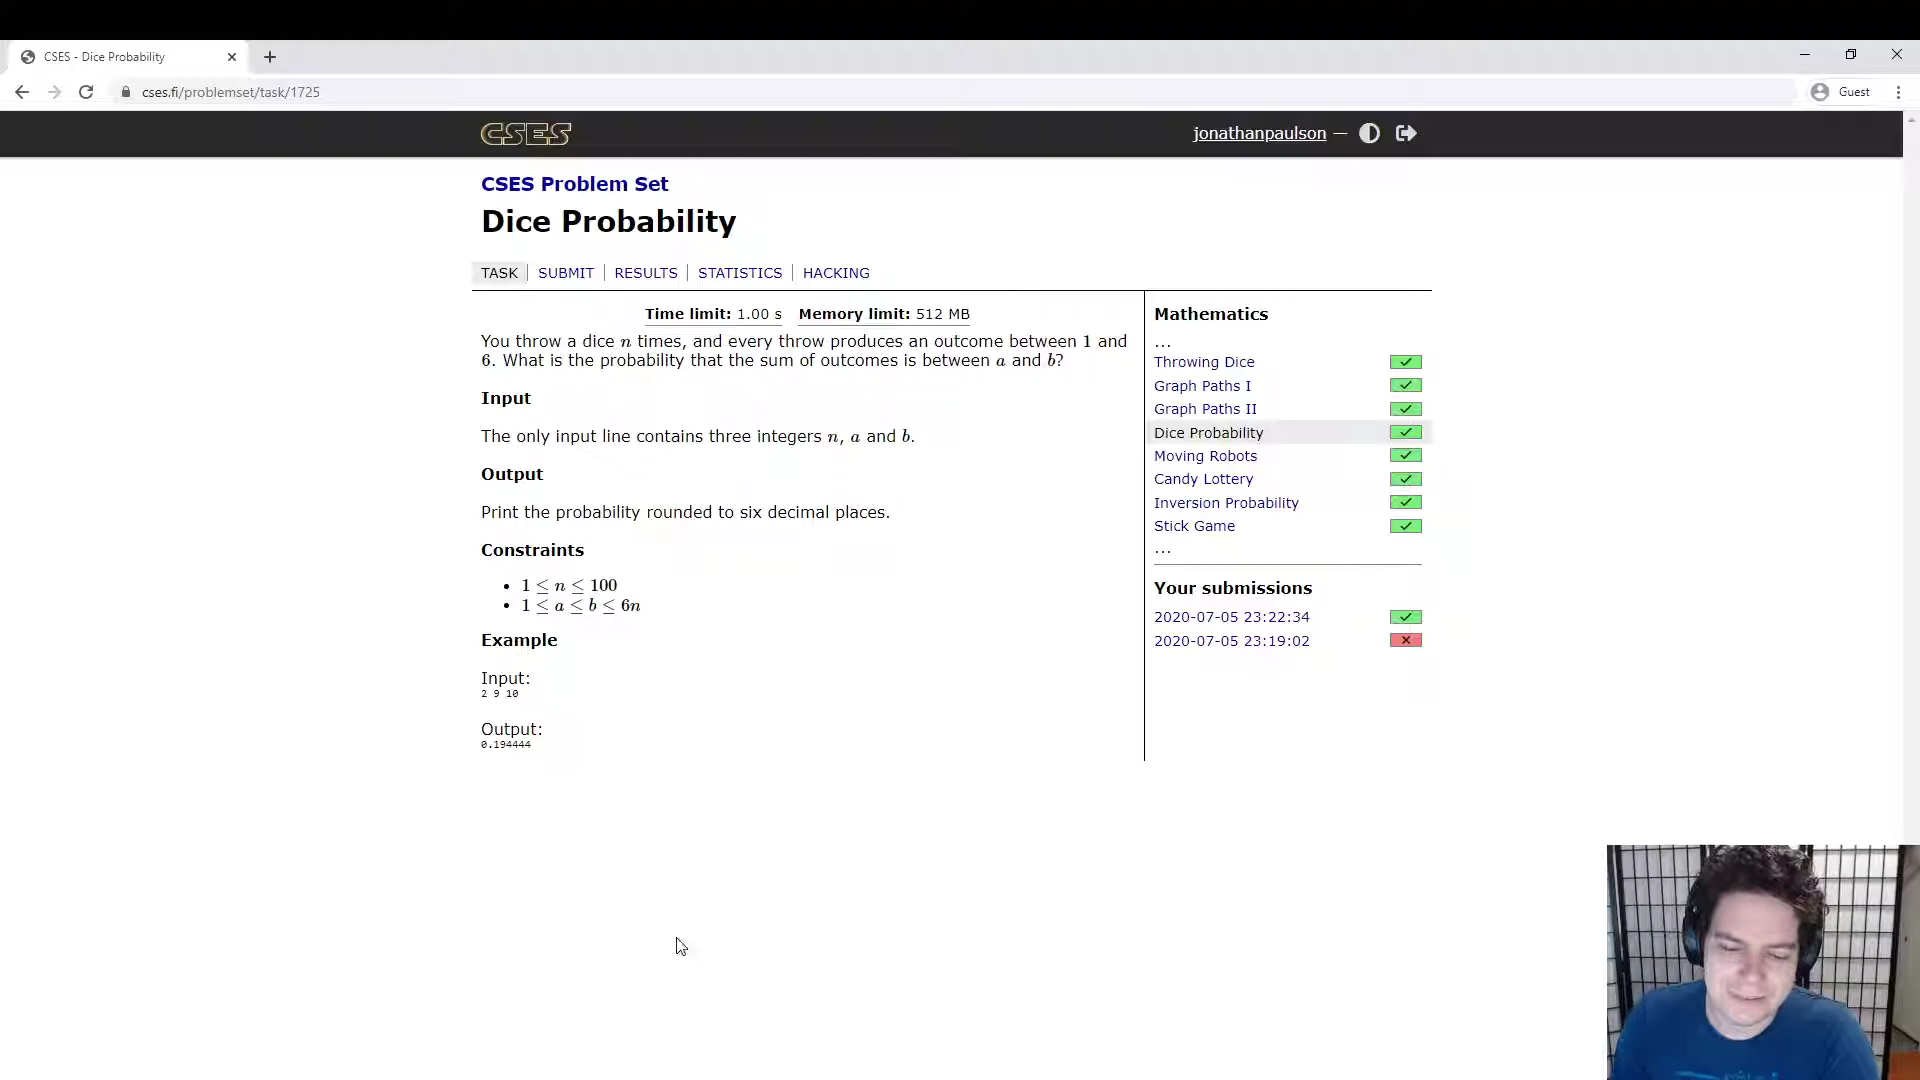 CSES - Dice Probability
cses.fi/problemset/task/1725
Guest
CSES
jonathanpaulson —
CSES Problem Set
Dice Probability
TASK SUBMIT RESULTS STATISTICS HACKING
Time limit: 1.00 s Memory limit: 512 MB
You throw a dice n times, and every throw produces an outcome between 1 and
6. What is the probability that the sum of outcomes is between a and b?
Input
The only input line contains three integers n, a and b.
Output
Print the probability rounded to six decimal places.
Constraints
• 1 ≤ n ≤ 100
• 1 ≤ a ≤ b ≤ 6n
Example
Input:
2 9 10
Output:
0.194444
Mathematics
...
Throwing Dice
Graph Paths I
Graph Paths II
Dice Probability
Moving Robots
Candy Lottery
Inversion Probability
Stick Game
...
Your submissions
2020-07-05 23:22:34
2020-07-05 23:19:02